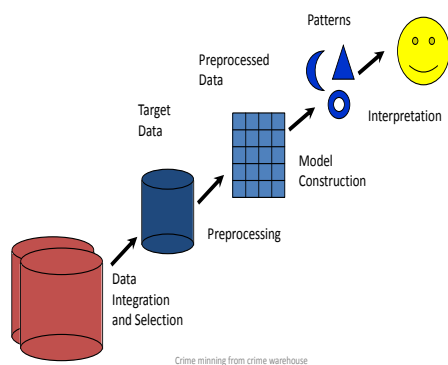 Patterns
Preprocessed
Data
Interpretation
Target
Data
Model
Construction
Preprocessing
Data
Integration
and Selection
Crime minning from crime warehouse